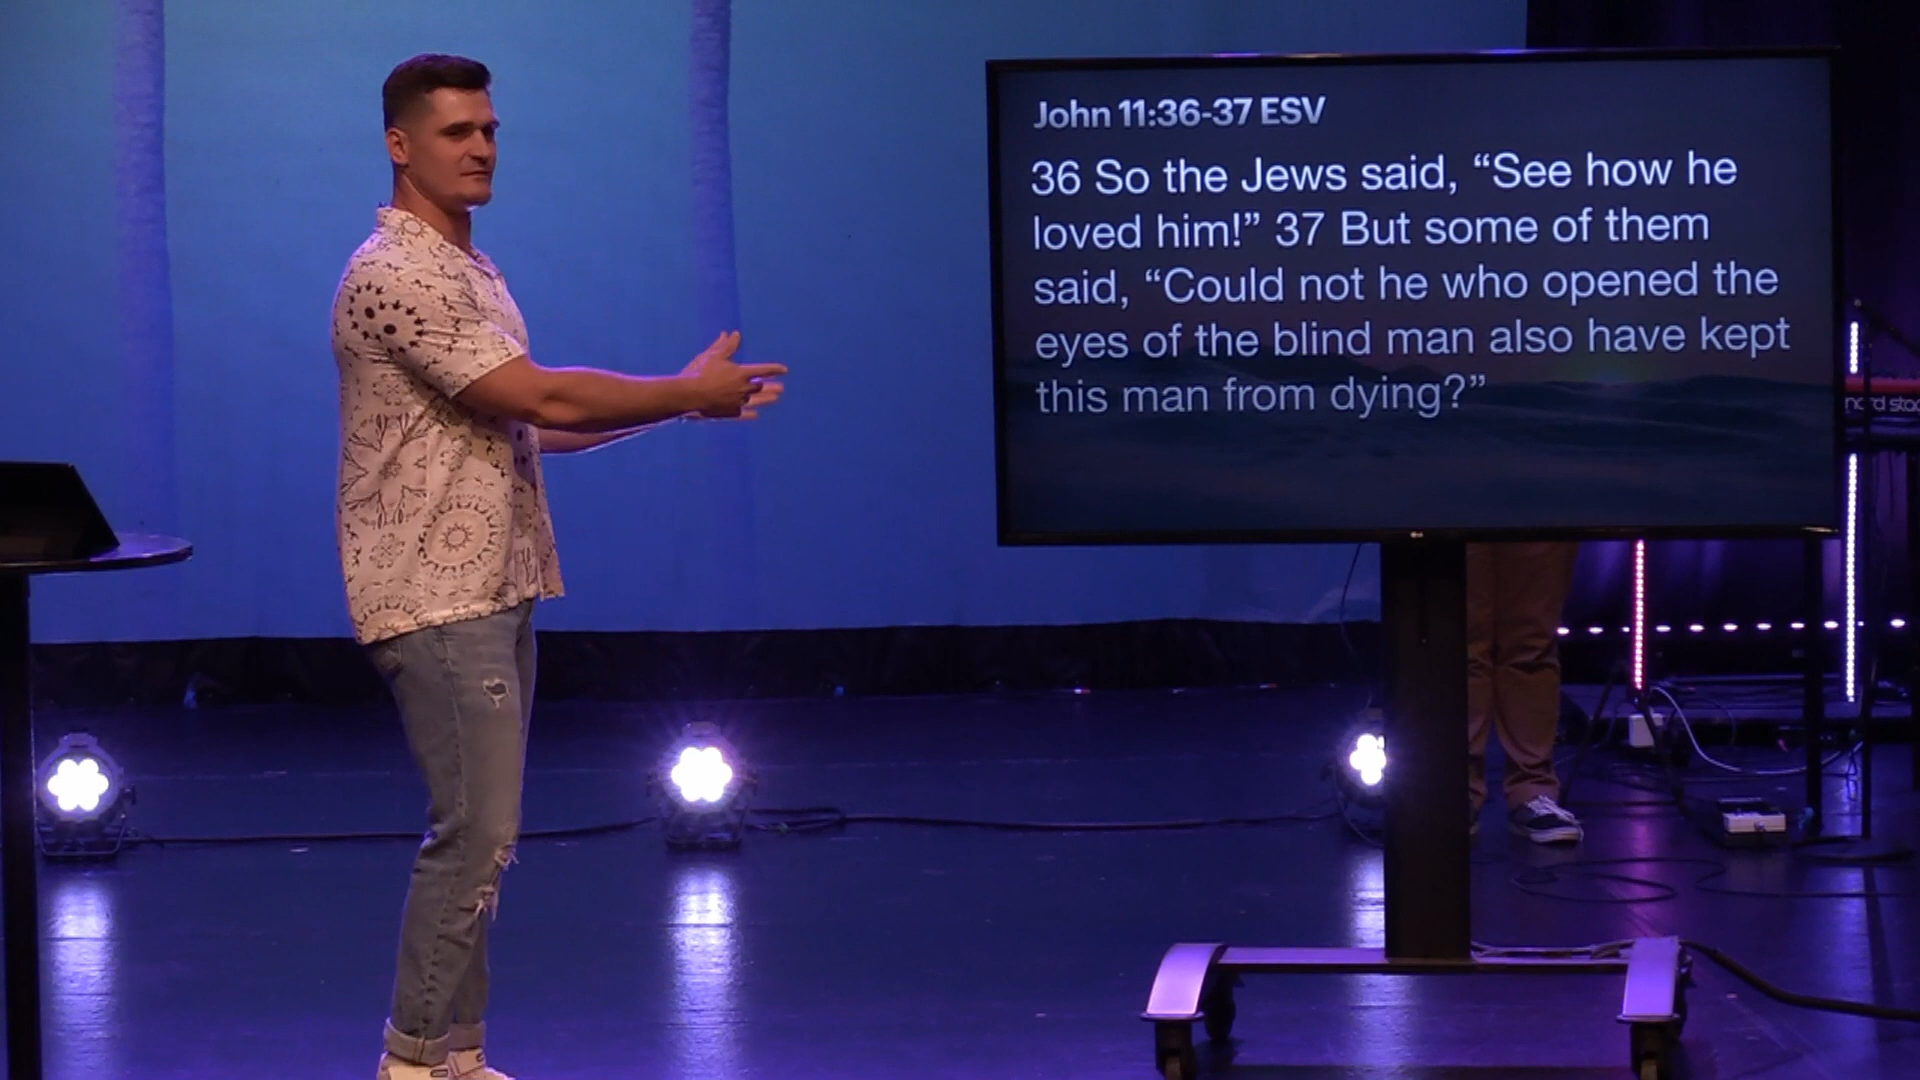 John 11:36-37 ESV
36 So the Jews said, “See how he
loved him!” 37 But some of them
said, “Could not he who opened the
eyes of the blind man also have kept
this man from dying?”